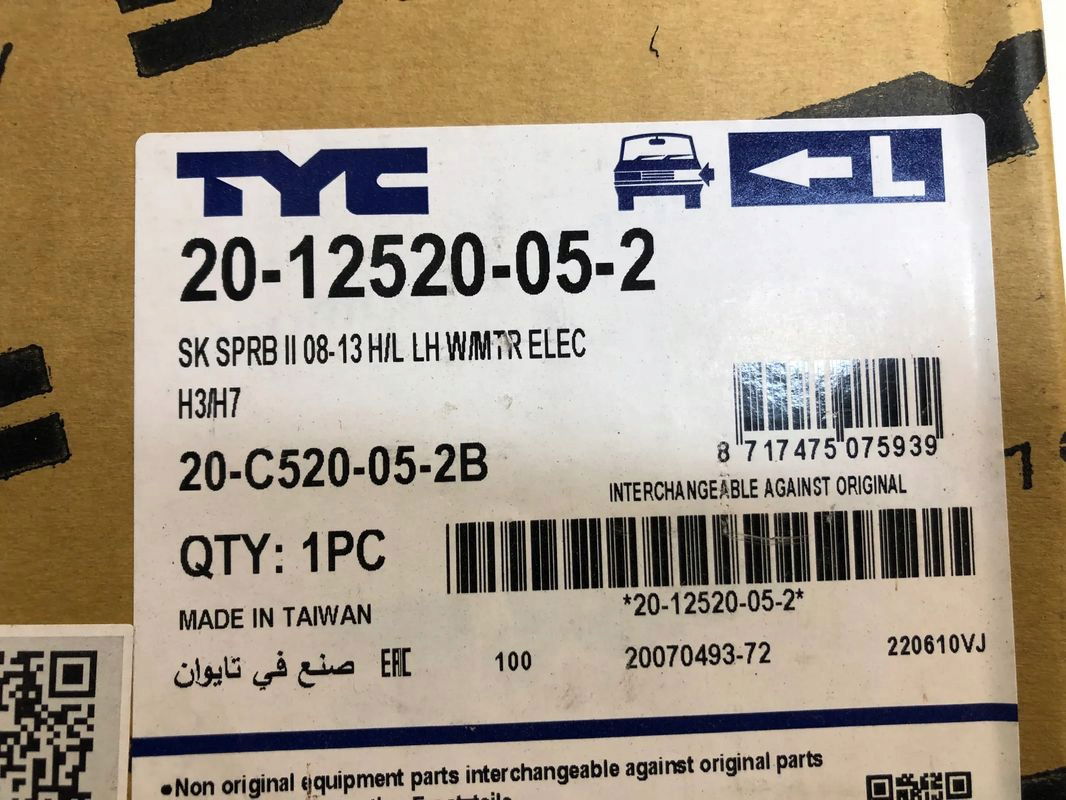 TYC
L
20-12520-05-2
SK SPRB II 08-13 H/L LH W/MTR ELEC
H3/H7
8 717475 075939
20-C520-05-2B
INTERCHANGEABLE AGAINST ORIGINAL
QTY: 1PC
*20-12520-05-2*
MADE IN TAIWAN
صنع في تايوان EAC 100 20070493-72 220610VJ
•Non original equipment parts interchangeable against original parts